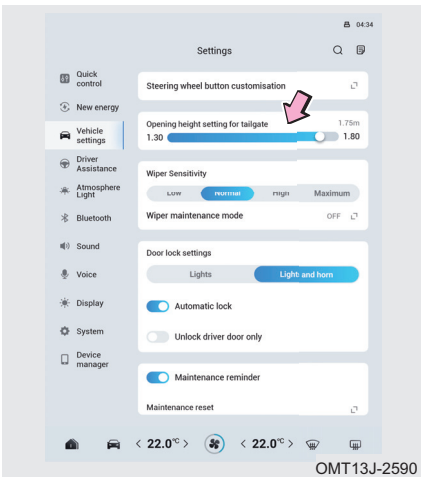 04:34
Settings
Quick
control
Steering wheel button customisation
New energy
Opening height setting for tailgate 1.75m
Vehicle
settings
1.30 1.80
Driver
Assistance
Wiper Sensitivity
Atmosphere
Light
Low Normal High Maximum
Bluetooth
Wiper maintenance mode OFF
Sound
Door lock settings
Voice
Lights Light and horn
Display
Automatic lock
System
Unlock driver door only
Device
manager
Maintenance reminder
Maintenance reset
< 22.0°C > < 22.0°C >
OMT13J-2590